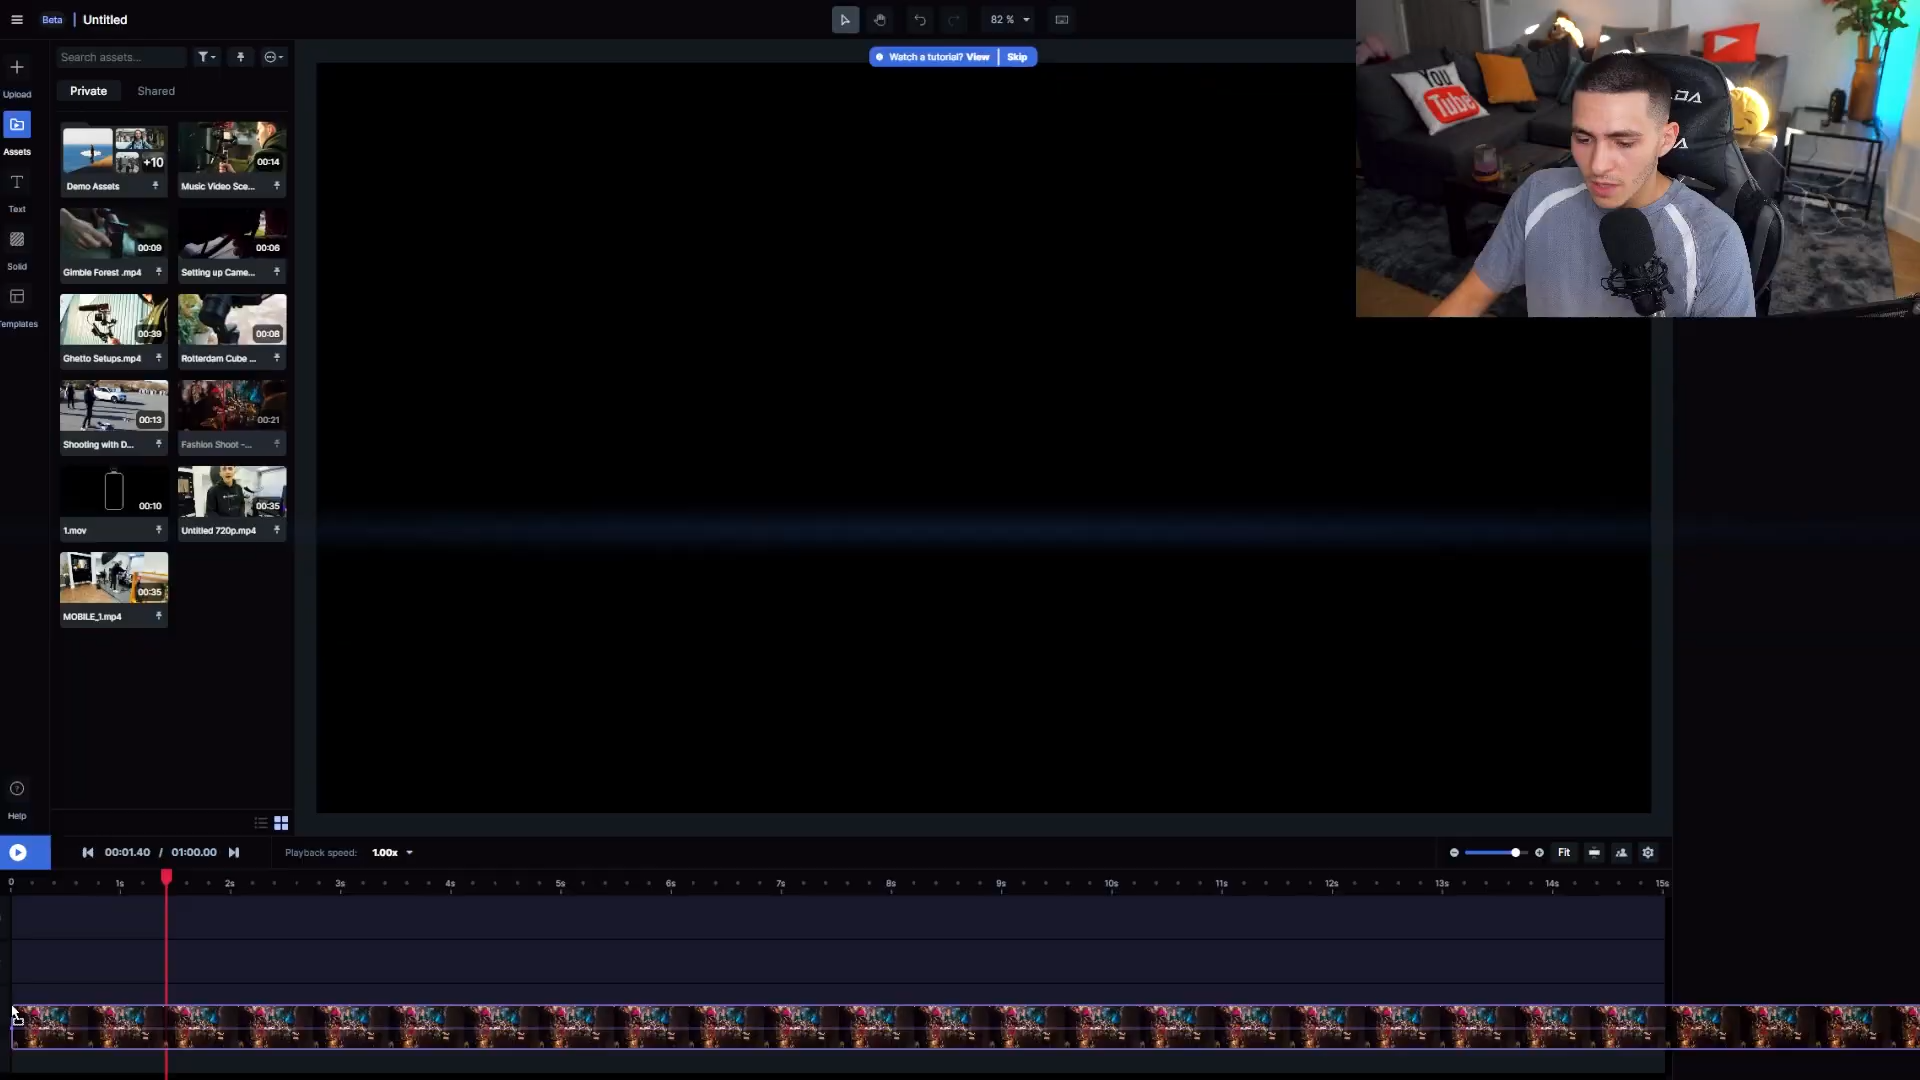 Beta
Untitled
82 %
Search assets...
Private
Shared
Watch a tutorial? View
Skip
Upload
Assets
Text
Solid
Templates
Help
+10
Demo Assets
00:14
Music Video Sce...
00:09
Gimble Forest .mp4
00:06
Setting up Came...
00:39
Ghetto Setups.mp4
00:08
Rotterdam Cube ...
00:13
Shooting with D...
00:21
Fashion Shoot -...
00:10
1.mov
00:35
Untitled 720p.mp4
00:35
MOBILE_1.mp4
You
Tube
00:01.40 / 01:00.00
Playback speed: 1.00x
Fit
0 1s 2s 3s 4s 5s 6s 7s 8s 9s 10s 11s 12s 13s 14s 15s